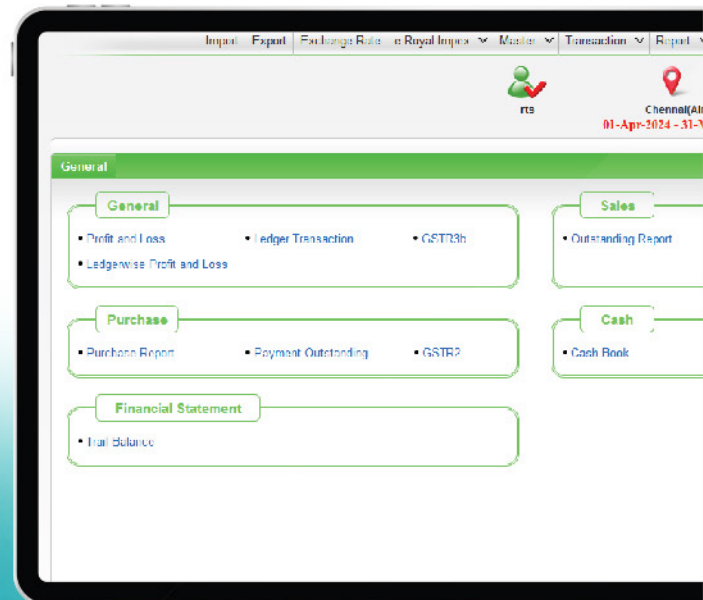 Import Export Exchange Rate e Royal Impex Master Transaction Report
rts
Chennai(Air
01-Apr-2024 - 31-
General
General
Profit and Loss
Ledger Transaction
GSTR3b
Ledgerwise Profit and Loss
Sales
Outstanding Report
Purchase
Purchase Report
Payment Outstanding
GSTR2
Cash
Cash Book
Financial Statement
Trail Balance